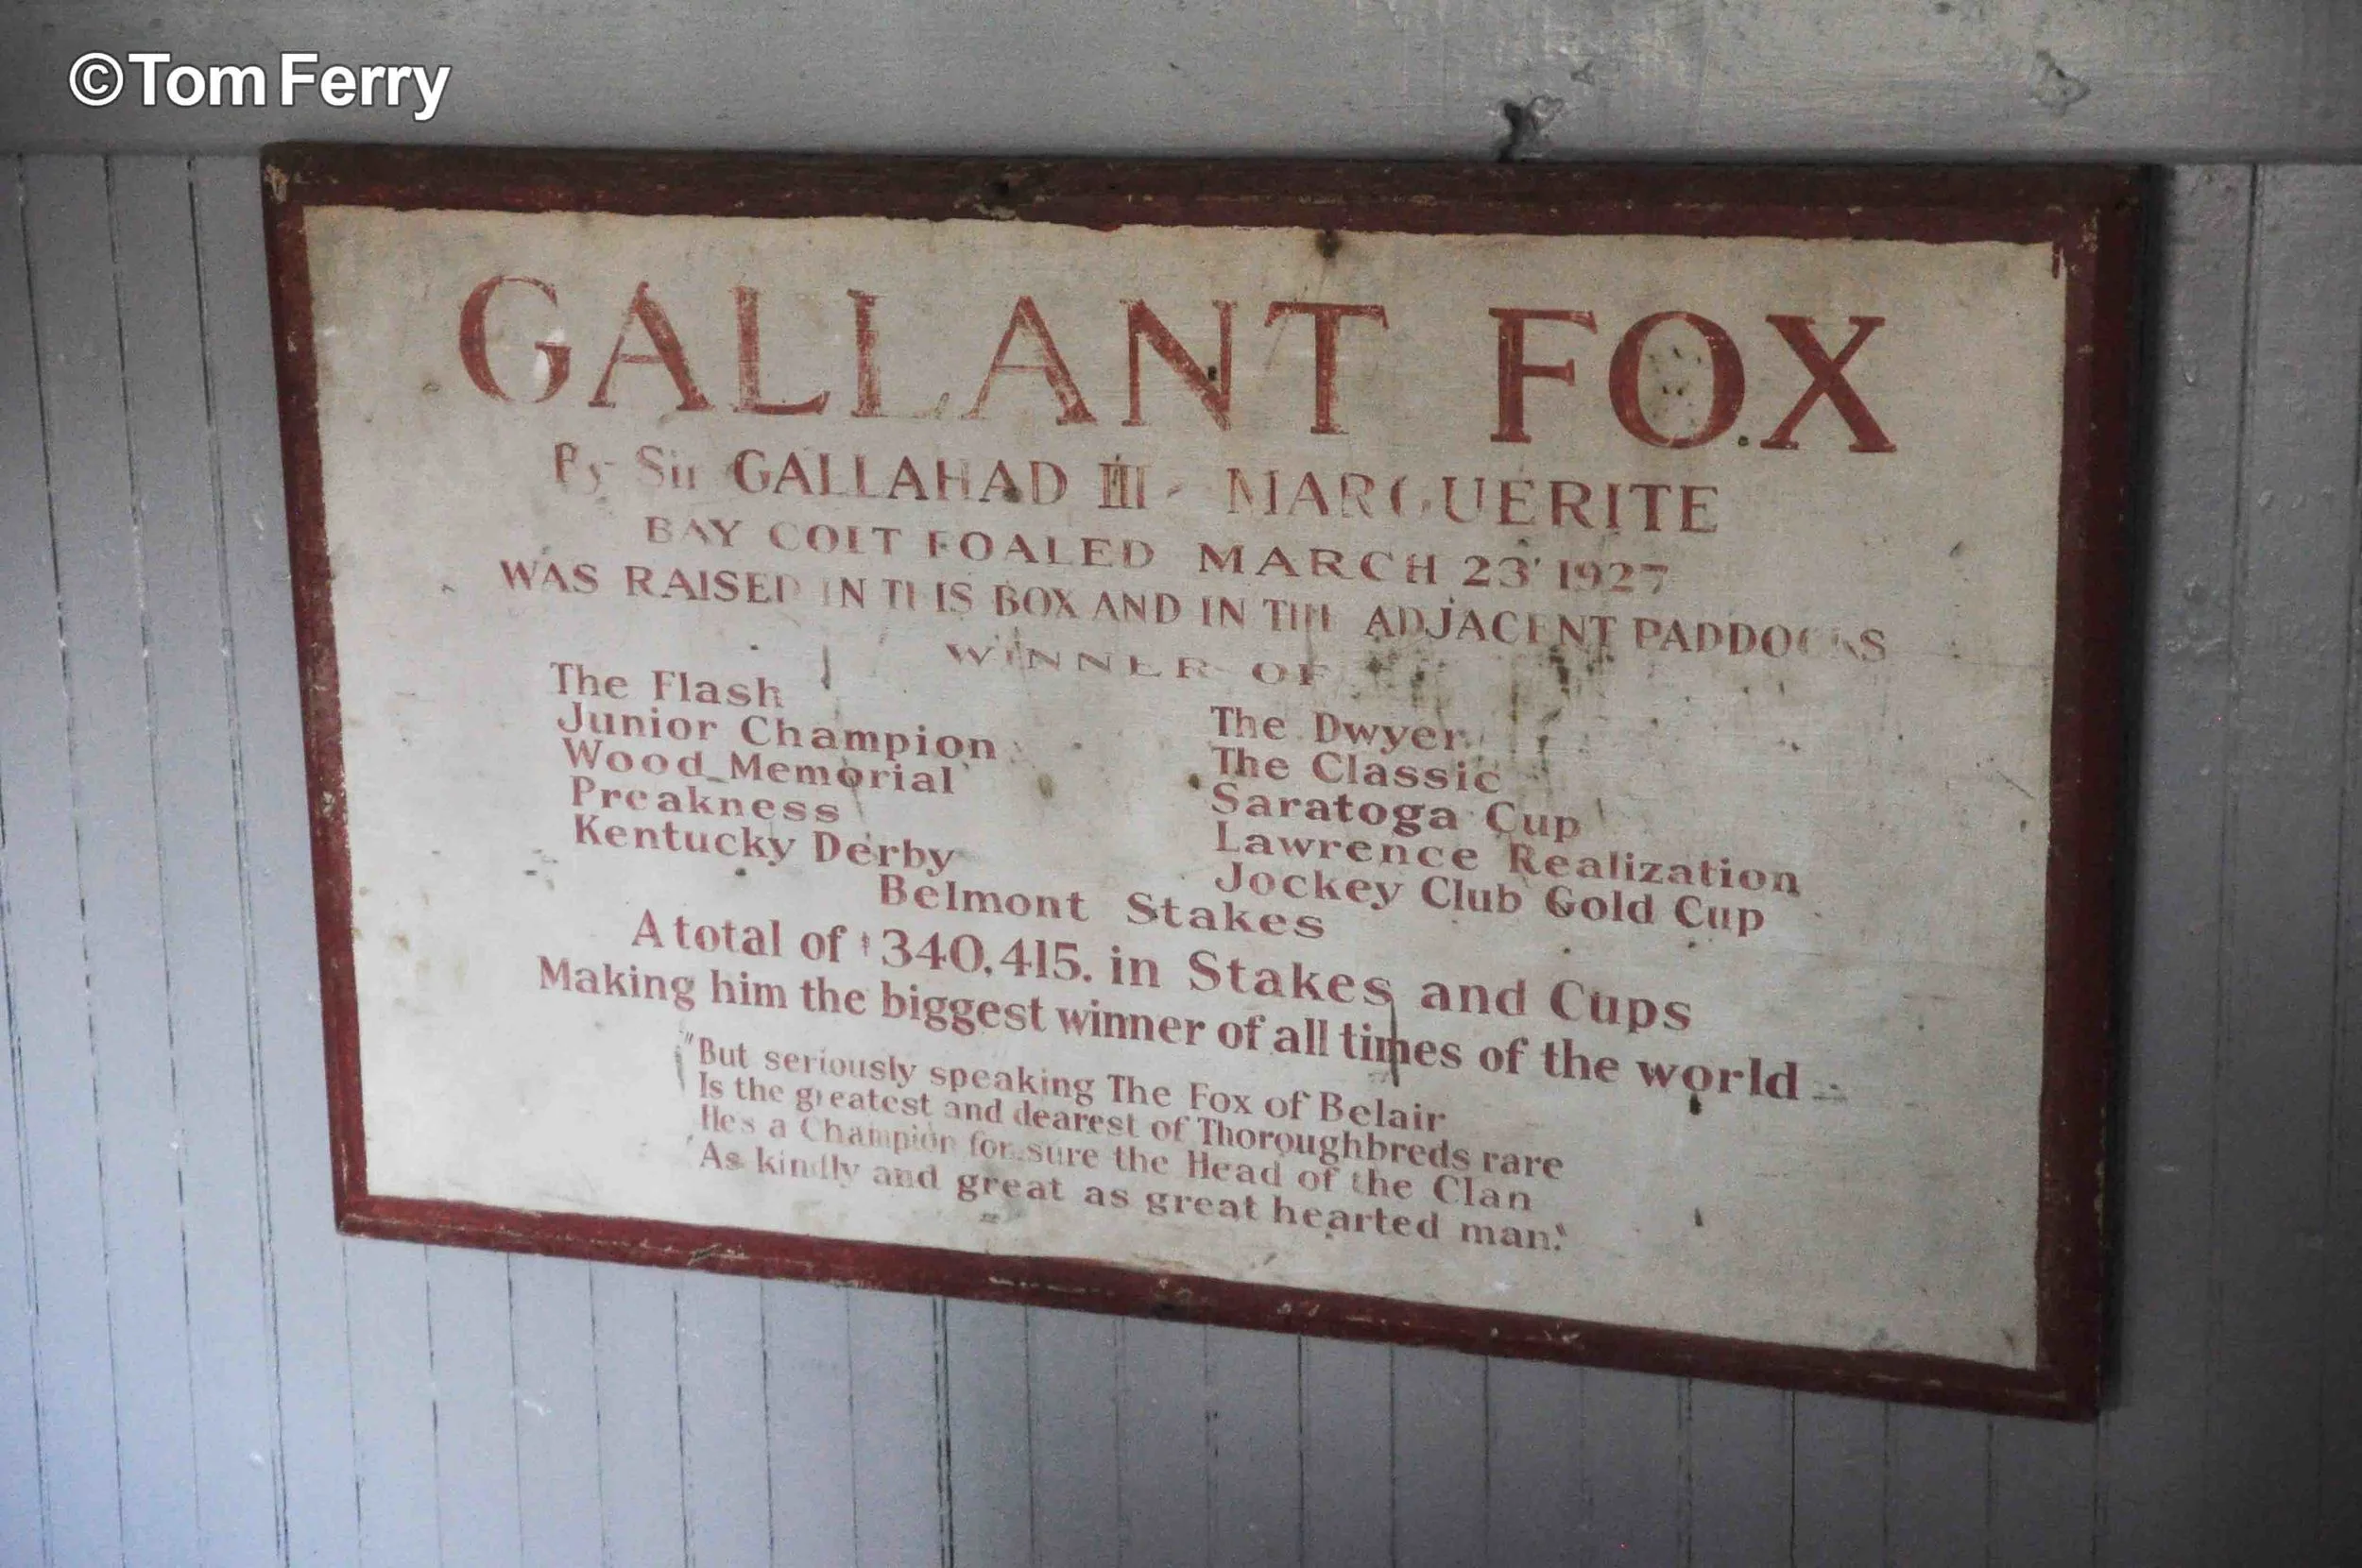 ©Tom Ferry
GALLANT FOX
By Sir GALLAHAD III - MARGUERITE
BAY COLT FOALED MARCH 23' 1927
WAS RAISED IN THIS BOX AND IN THE ADJACENT PADDOCKS
WINNER OF
The Flash
Junior Champion
Wood Memorial
Preakness
Kentucky Derby
The Dwyer
The Classic
Saratoga Cup
Lawrence Realization
Jockey Club Gold Cup
Belmont Stakes
A total of $340,415. in Stakes and Cups
Making him the biggest winner of all times of the world
"But seriously speaking The Fox of Belair
Is the greatest and dearest of Thoroughbreds rare
Hes a Champion for sure the Head of the Clan
As kindly and great as great hearted man."